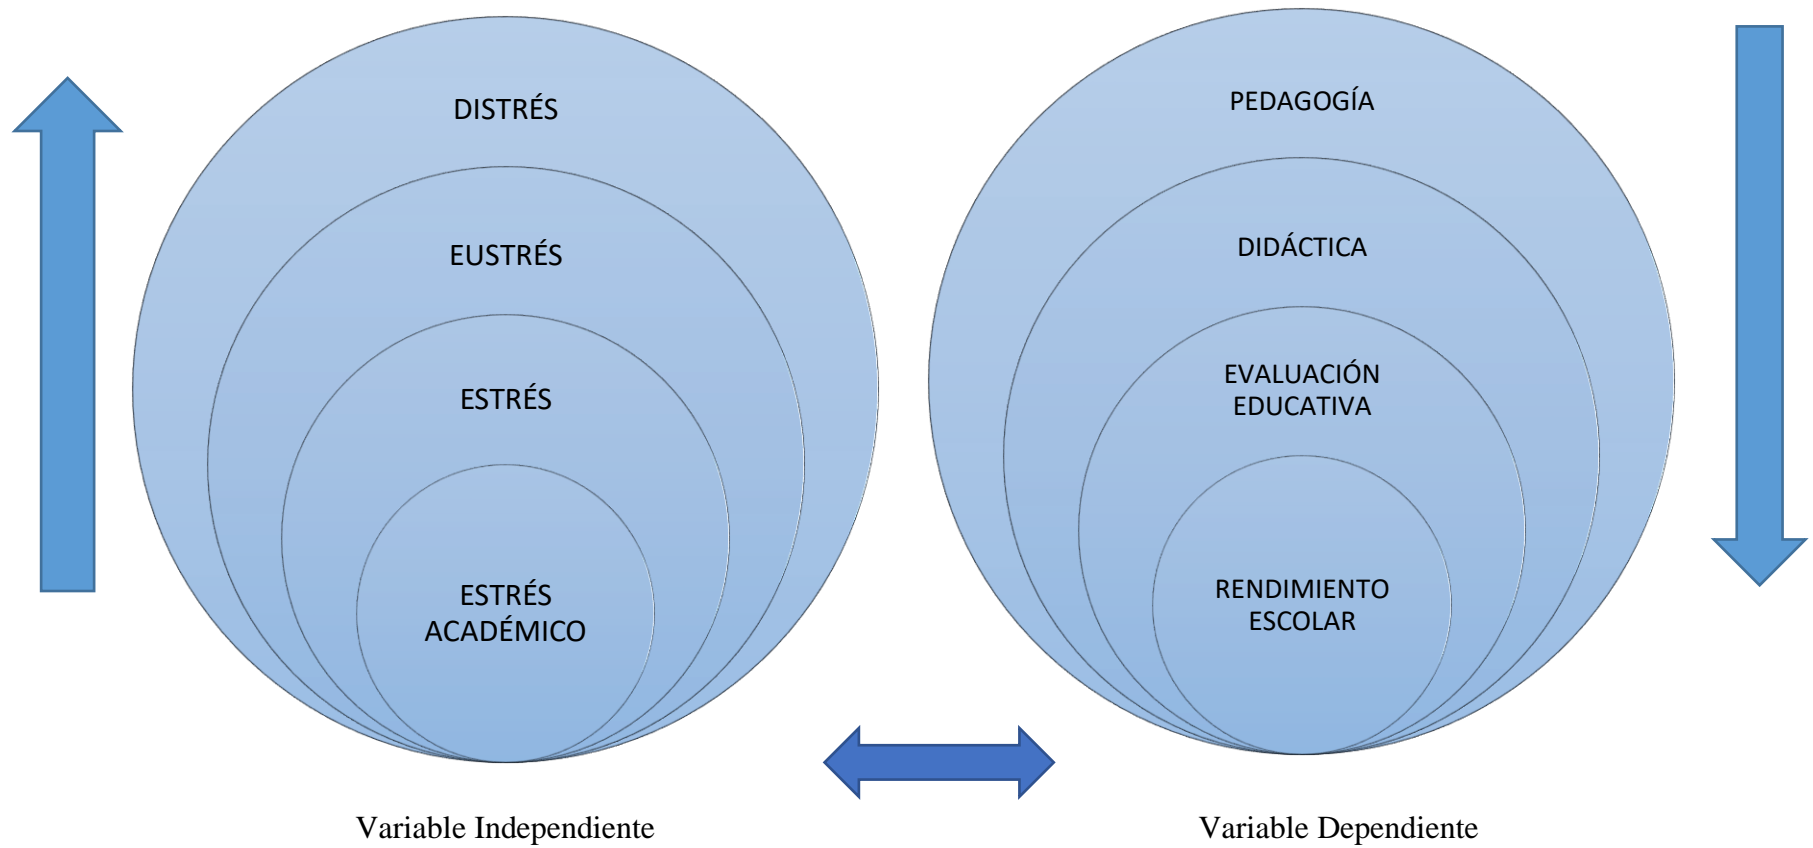 DISTRÉS
EUSTRÉS
ESTRÉS
ESTRÉS
ACADÉMICO
Variable Independiente
PEDAGOGÍA
DIDÁCTICA
EVALUACIÓN
EDUCATIVA
RENDIMIENTO
ESCOLAR
Variable Dependiente